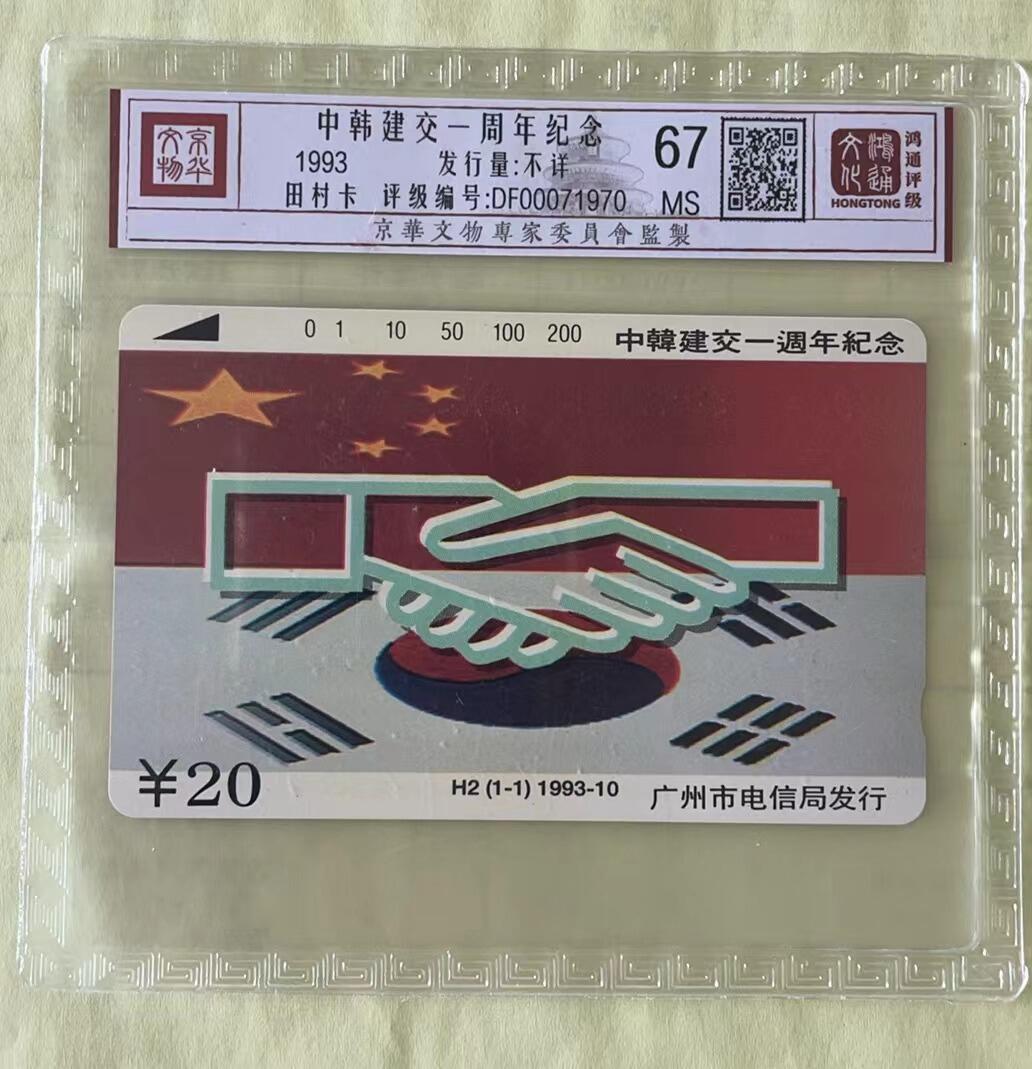 京华文物
中韩建交一周年纪念
1993 发行量:不详
田村卡 评级编号:DF00071970
67
MS
京華文物專家委員會監製
鴻通文化
HONGTONG
鸿通评级
0 1 10 50 100 200
中韓建交一週年紀念
¥20
H2 (1-1) 1993-10
广州市电信局发行